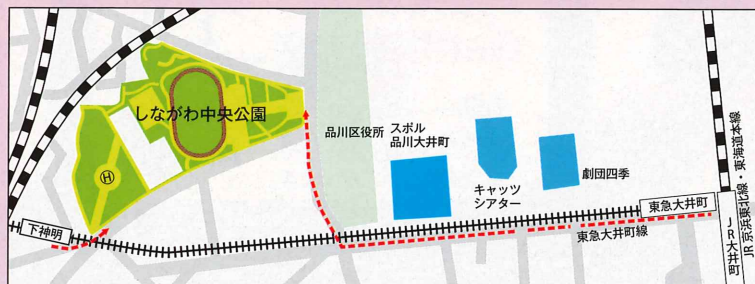 しながわ中央公園
品川区役所
スポル
品川大井町
キャッツ
シアター
劇団四季
東急大井町
東急大井町線
下神明
H
JR大井町
JR京浜東北線・東海道本線